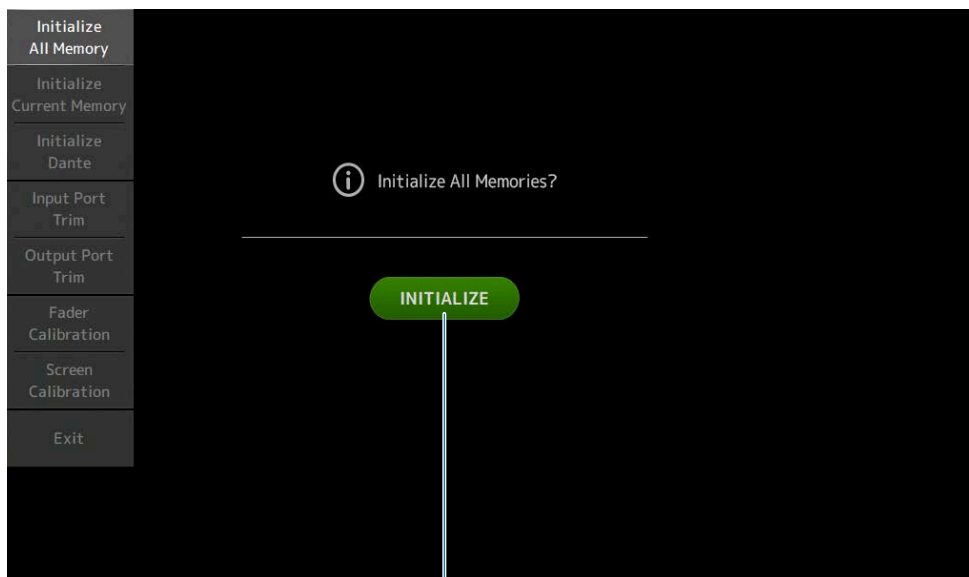 Initialize
All Memory
Initialize
Current Memory
Initialize
Dante
Input Port
Trim
Output Port
Trim
Fader
Calibration
Screen
Calibration
Exit
Initialize All Memories?
INITIALIZE